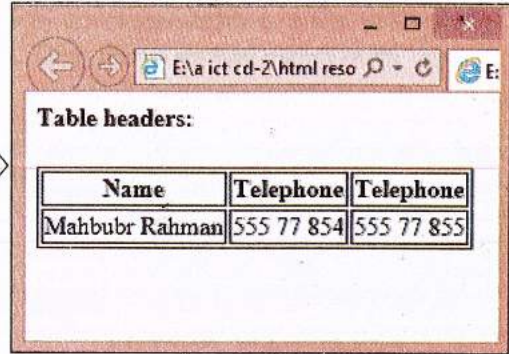 E:\a ict cd-2\html reso
E:
Table headers:
Name Telephone Telephone
Mahbubr Rahman 555 77 854 555 77 855